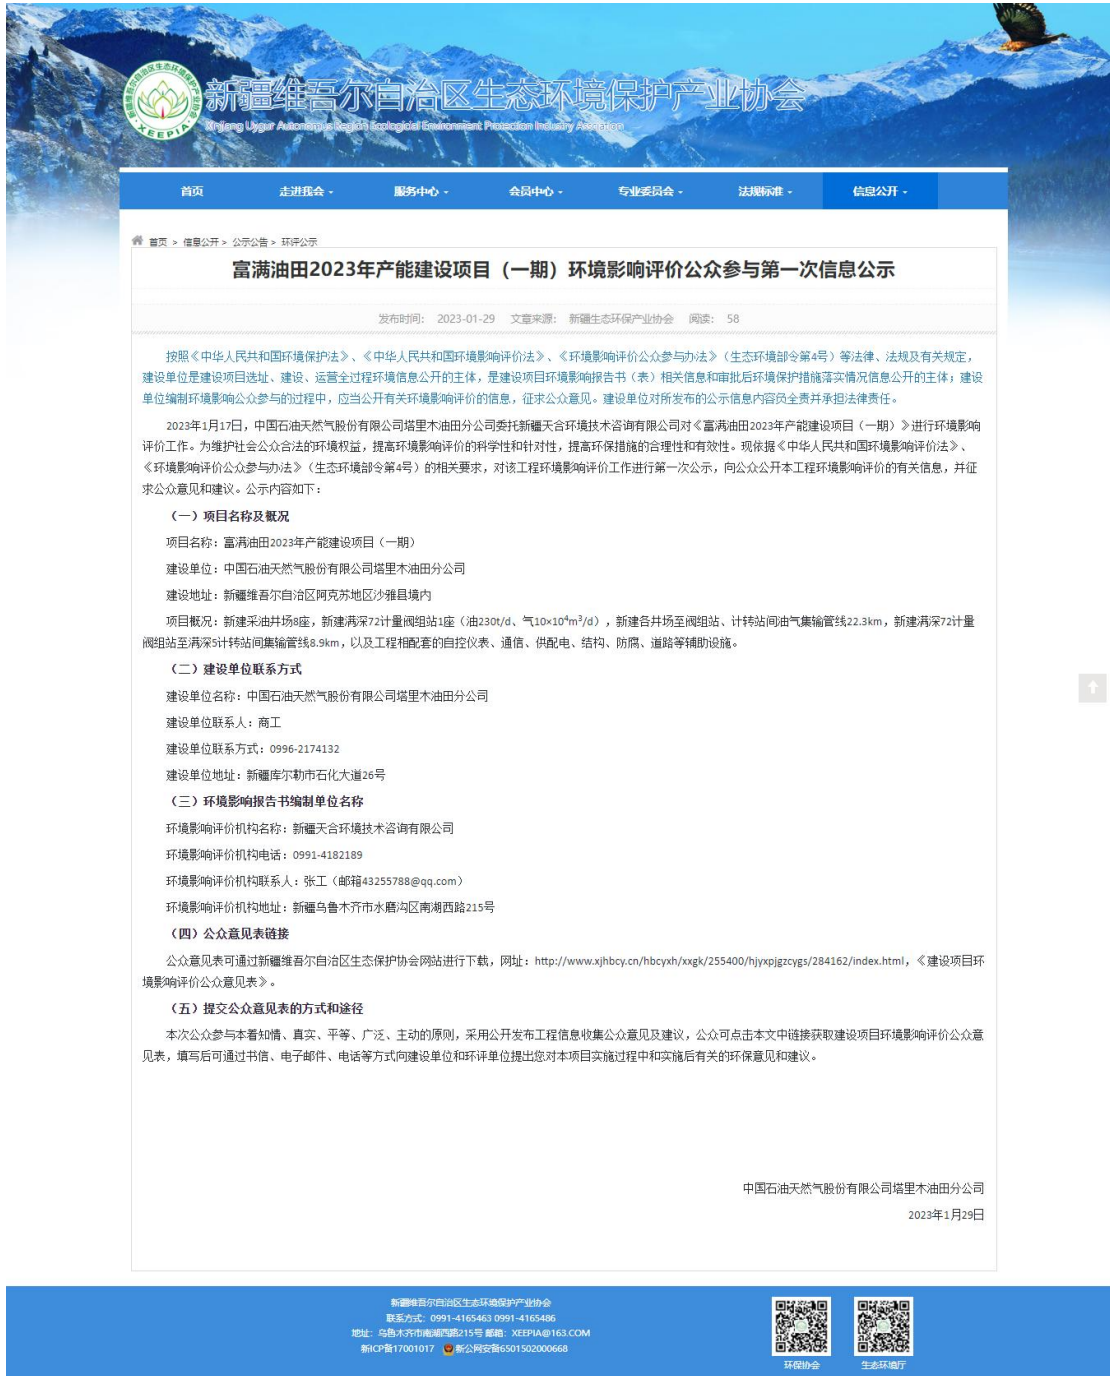 新疆维吾尔自治区生态环境保护产业协会
Xinjiang Uygur Autonomous Region Ecological Environment Protection Industry
XEEPIA
首页 走进我会 服务中心 会员中心 专业委员会 法规标准 信息公开
首页 > 信息公开 > 公示公告 > 环评公示
富满油田2023年产能建设项目（一期）环境影响评价公众参与第一次信息公示
发布时间： 2023-01-29 文章来源： 新疆生态环保产业协会 阅读： 58
按照《中华人民共和国环境保护法》、《中华人民共和国环境影响评价法》、《环境影响评价公众参与办法》（生态环境部令第4号）等法律、法规及有关规定，
建设单位是建设项目选址、建设、运营全过程环境信息公开的主体，是建设项目环境影响报告书（表）相关信息和审批后环境保护措施落实情况信息公开的主体；建设
单位编制环境影响公众参与的过程中，应当公开有关环境影响评价的信息，征求公众意见。建设单位对所发布的公示信息内容负全责并承担法律责任。
2023年1月17日，中国石油天然气股份有限公司塔里木油田分公司委托新疆天合环境技术咨询有限公司对《富满油田2023年产能建设项目（一期）》进行环境影响
评价工作。为维护社会公众合法的环境权益，提高环境影响评价的科学性和针对性，提高环保措施的合理性和有效性。现依据《中华人民共和国环境影响评价法》、
《环境影响评价公众参与办法》（生态环境部令第4号）的相关要求，对该工程环境影响评价工作进行第一次公示，向公众公开本工程环境影响评价的有关信息，并征
求公众意见和建议。公示内容如下：
（一）项目名称及概况
项目名称：富满油田2023年产能建设项目（一期）
建设单位：中国石油天然气股份有限公司塔里木油田分公司
建设地址：新疆维吾尔自治区阿克苏地区沙雅县境内
项目概况：新建采油井场8座，新建满深72计量阀组站1座（油230t/d、气10×10⁴m³/d），新建各井场至阀组站、计转站间油气集输管线22.3km，新建满深72计量
阀组站至满深5计转站间集输管线8.9km，以及工程相配套的自控仪表、通信、供配电、结构、防腐、道路等辅助设施。
（二）建设单位联系方式
建设单位名称：中国石油天然气股份有限公司塔里木油田分公司
建设单位联系人：商工
建设单位联系方式：0996-2174132
建设单位地址：新疆库尔勒市石化大道26号
（三）环境影响报告书编制单位名称
环境影响评价机构名称：新疆天合环境技术咨询有限公司
环境影响评价机构电话：0991-4182189
环境影响评价机构联系人：张工（邮箱43255788@qq.com）
环境影响评价机构地址：新疆乌鲁木齐市水磨沟区南湖西路215号
（四）公众意见表链接
公众意见表可通过新疆维吾尔自治区生态保护协会网站进行下载，网址：http://www.xjhbcy.cn/hbcyxh/xxgk/255400/hjyxpjgzcygs/284162/index.html，《建设项目环
境影响评价公众意见表》。
（五）提交公众意见表的方式和途径
本次公众参与本着知情、真实、平等、广泛、主动的原则，采用公开发布工程信息收集公众意见及建议，公众可点击本文中链接获取建设项目环境影响评价公众意
见表，填写后可通过书信、电子邮件、电话等方式向建设单位和环评单位提出您对本项目实施过程中和实施后有关的环保意见和建议。
中国石油天然气股份有限公司塔里木油田分公司
2023年1月29日
新疆维吾尔自治区生态环境保护产业协会
联系方式：0991-4165463 0991-4165486
地址：乌鲁木齐市南湖西路215号 邮箱：XEEPIA@163.COM
新ICP备17001017 新公网安备6501502000668
环保协会 生态环境厅